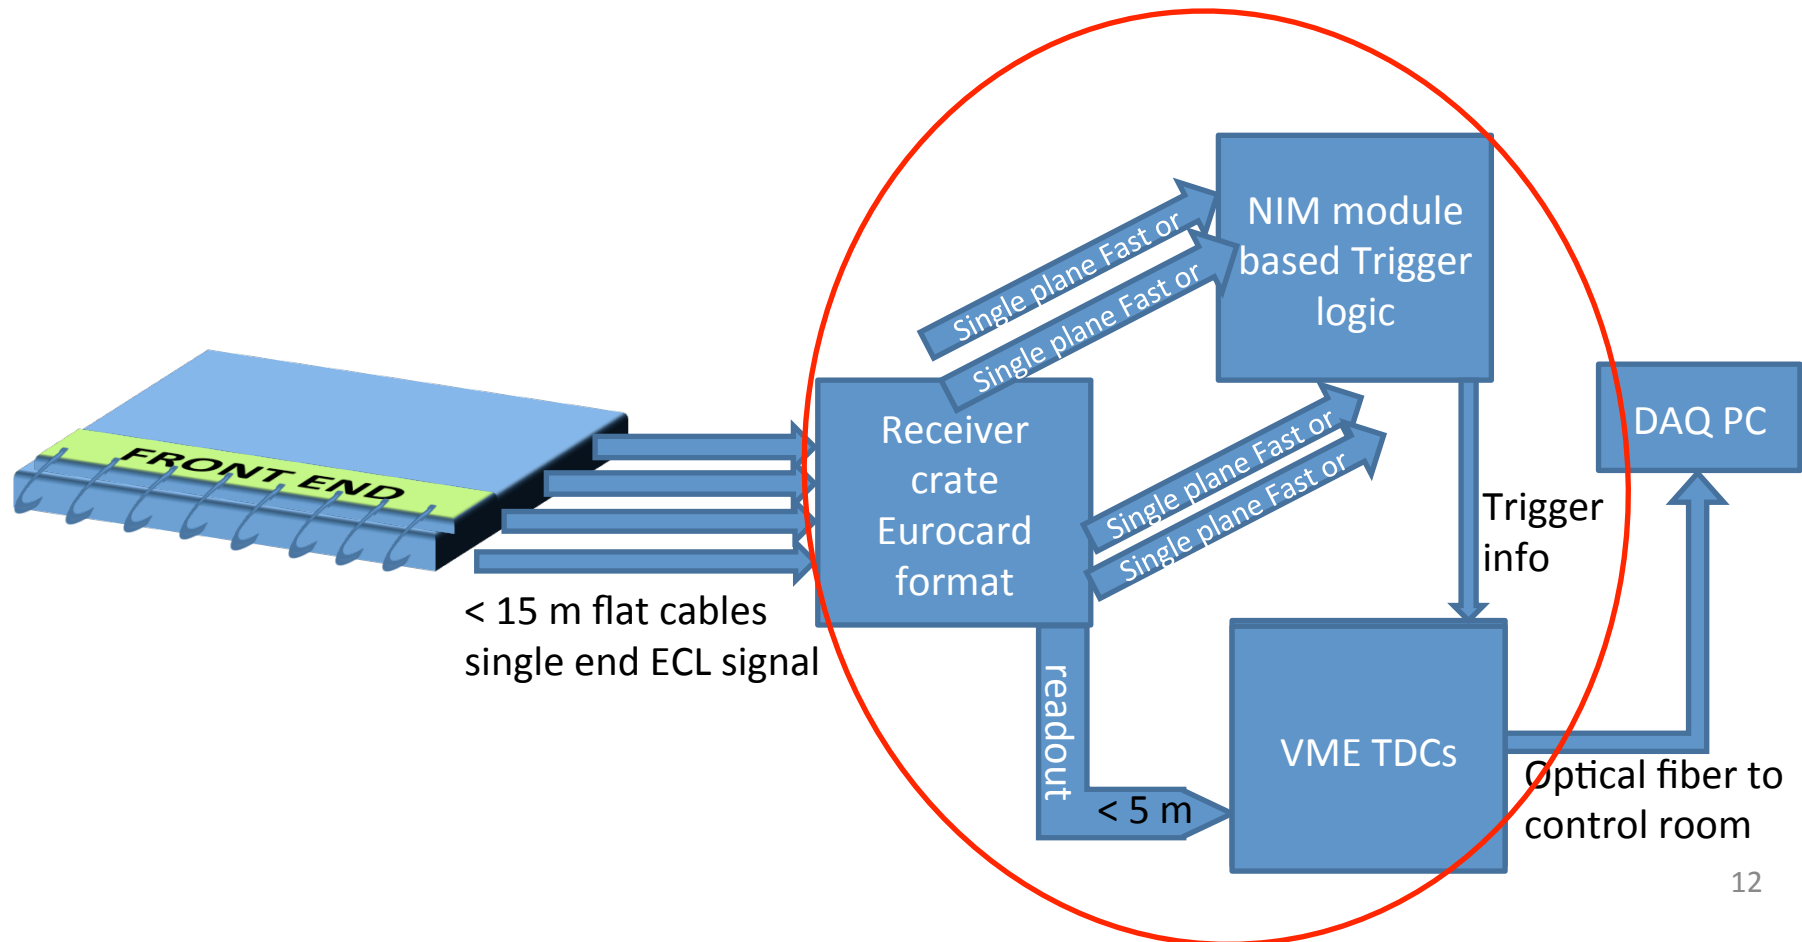 FRONT END
< 15 m flat cables
single end ECL signal
Receiver
crate
Eurocard
format
Single plane Fast or
Single plane Fast or
Single plane Fast or
Single plane Fast or
NIM module
based Trigger
logic
Trigger
info
readout
< 5 m
VME TDCs
DAQ PC
Optical fiber to
control room
12